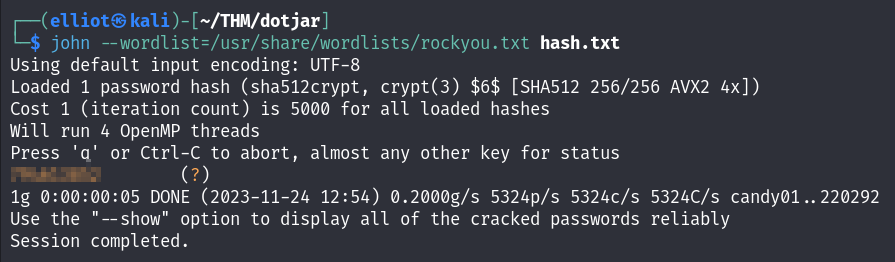 ┌──(elliot㉿kali)-[~/THM/dotjar]
└─$ john --wordlist=/usr/share/wordlists/rockyou.txt hash.txt
Using default input encoding: UTF-8
Loaded 1 password hash (sha512crypt, crypt(3) $6$ [SHA512 256/256 AVX2 4x])
Cost 1 (iteration count) is 5000 for all loaded hashes
Will run 4 OpenMP threads
Press 'q' or Ctrl-C to abort, almost any other key for status
(?)
1g 0:00:00:05 DONE (2023-11-24 12:54) 0.2000g/s 5324p/s 5324c/s 5324C/s candy01..220292
Use the "--show" option to display all of the cracked passwords reliably
Session completed.